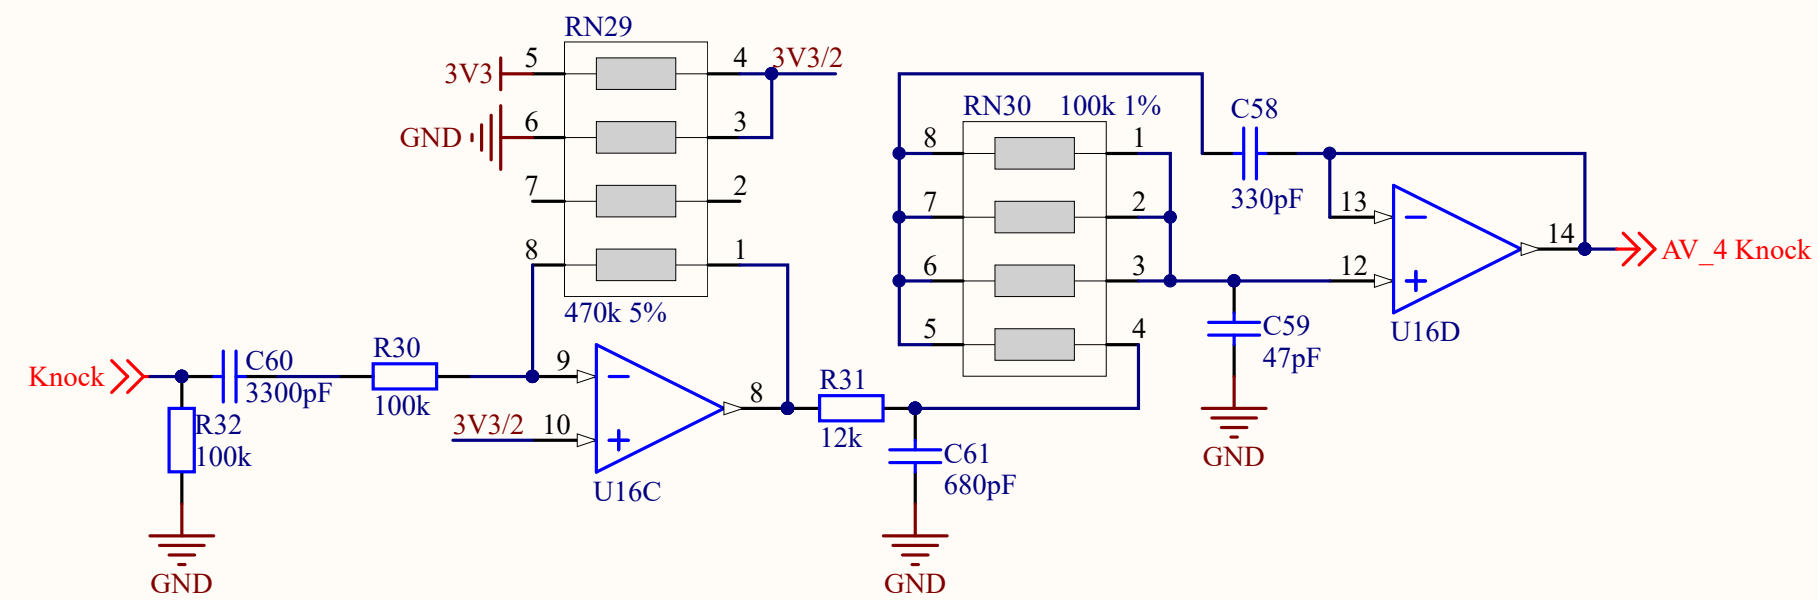 RN29
3V3
5
4
3V3/2
GND
6
3
7
2
8
1
470k 5%
RN30 100k 1%
8
1
7
2
6
3
5
4
C58
330pF
13
12
14
AV_4 Knock
U16D
C59
47pF
GND
Knock
C60
3300pF
R30
100k
R32
100k
GND
9
3V3/2
10
8
U16C
R31
12k
C61
680pF
GND